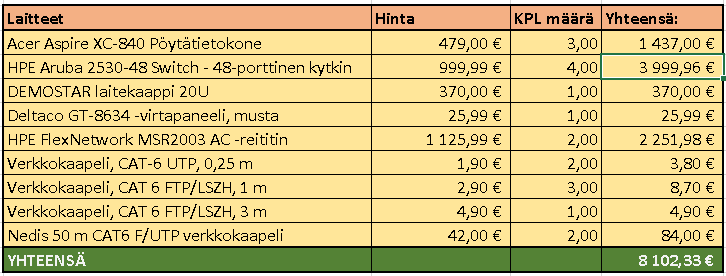 Laitteet Hinta KPL määrä Yhteensä:
Acer Aspire XC-840 Pöytätietokone 479,00 € 3,00 1 437,00 €
HPE Aruba 2530-48 Switch - 48-porttinen kytkin 999,99 € 4,00 3 999,96 €
DEMOSTAR laitekaappi 20U 370,00 € 1,00 370,00 €
Deltaco GT-8634 -virtapaneeli, musta 25,99 € 1,00 25,99 €
HPE FlexNetwork MSR2003 AC -reititin 1 125,99 € 2,00 2 251,98 €
Verkkokaapeli, CAT-6 UTP, 0,25 m 1,90 € 2,00 3,80 €
Verkkokaapeli, CAT 6 FTP/LSZH, 1 m 2,90 € 3,00 8,70 €
Verkkokaapeli, CAT 6 FTP/LSZH, 3 m 4,90 € 1,00 4,90 €
Nedis 50 m CAT6 F/UTP verkkokaapeli 42,00 € 2,00 84,00 €
YHTEENSÄ 8 102,33 €